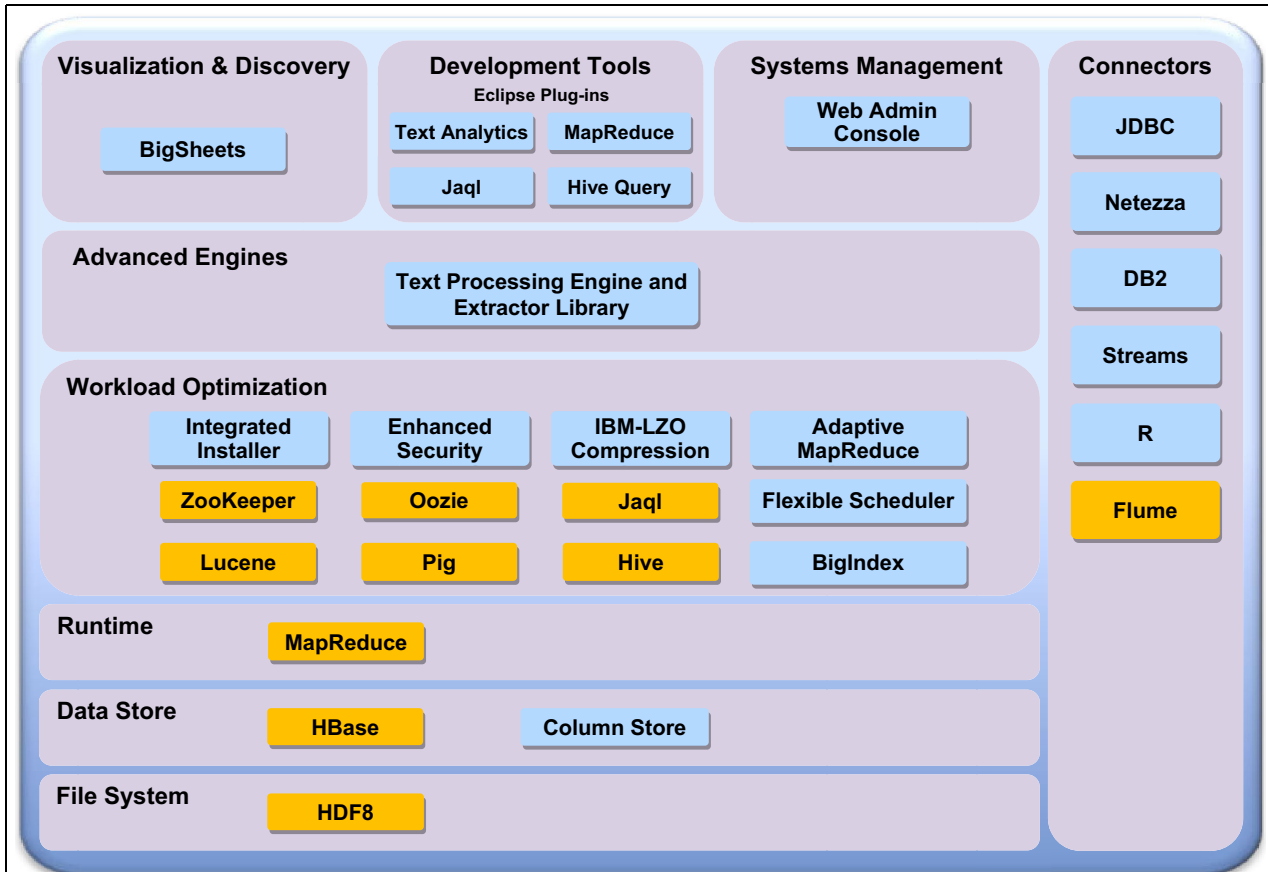 Visualization & Discovery
BigSheets
Development Tools
Eclipse Plug-ins
Text Analytics
MapReduce
Jaql
Hive Query
Systems Management
Web Admin
Console
Connectors
JDBC
Netezza
DB2
Streams
R
Flume
Advanced Engines
Text Processing Engine and
Extractor Library
Workload Optimization
Integrated
Installer
Enhanced
Security
IBM-LZO
Compression
Adaptive
MapReduce
ZooKeeper
Oozie
Jaql
Flexible Scheduler
Lucene
Pig
Hive
BigIndex
Runtime
MapReduce
Data Store
HBase
Column Store
File System
HDF8